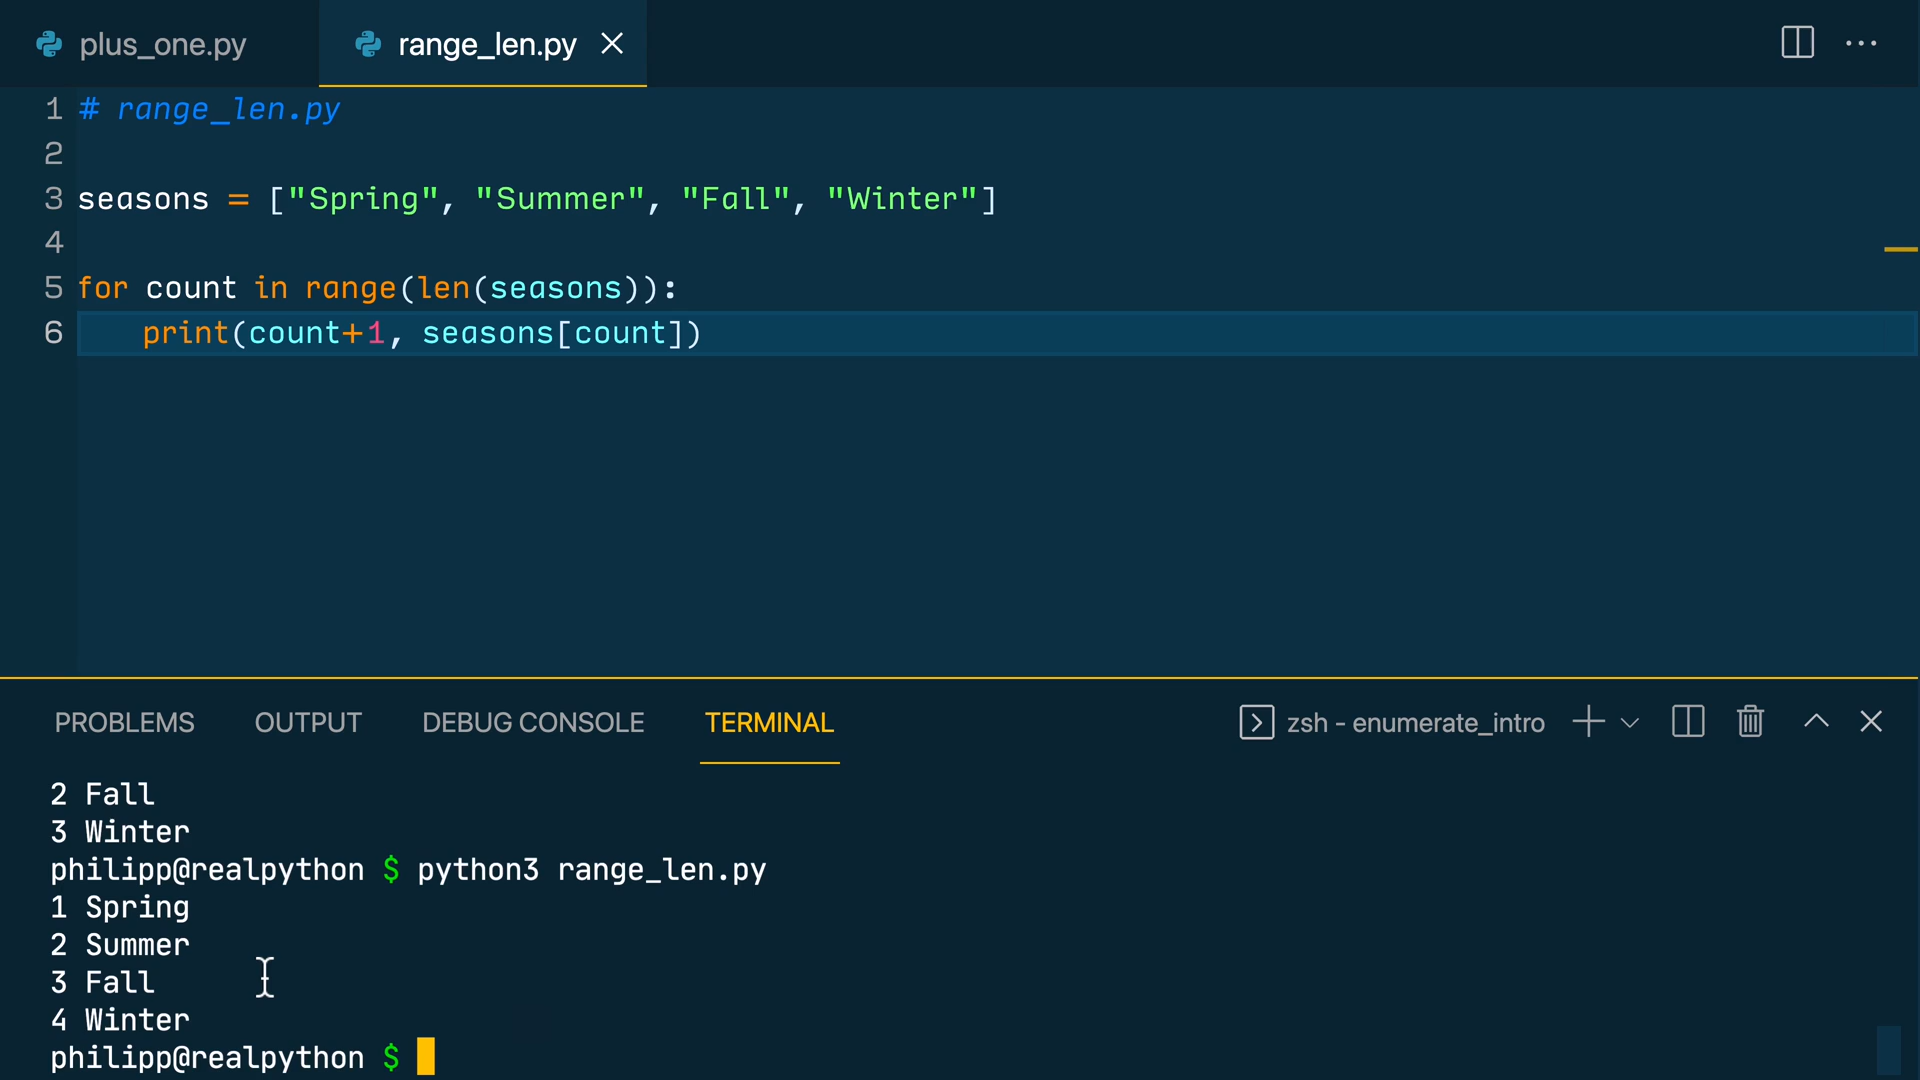 plus_one.py range_len.py
1 # range_len.py
2
3 seasons = ["Spring", "Summer", "Fall", "Winter"]
4
5 for count in range(len(seasons)):
6 print(count+1, seasons[count])
PROBLEMS OUTPUT DEBUG CONSOLE TERMINAL zsh - enumerate_intro
2 Fall
3 Winter
philipp@realpython $ python3 range_len.py
1 Spring
2 Summer
3 Fall
4 Winter
philipp@realpython $